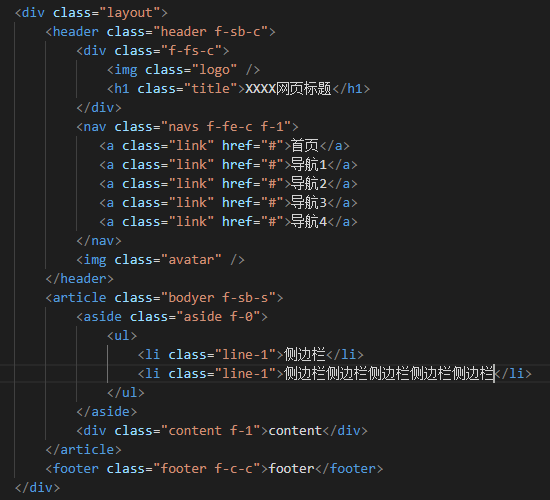 <div class="layout">
<header class="header f-sb-c">
<div class="f-fs-c">
<img class="logo" />
<h1 class="title">XXXX网页标题</h1>
</div>
<nav class="navs f-fe-c f-1">
<a class="link" href="#">首页</a>
<a class="link" href="#">导航1</a>
<a class="link" href="#">导航2</a>
<a class="link" href="#">导航3</a>
<a class="link" href="#">导航4</a>
</nav>
<img class="avatar" />
</header>
<article class="bodyer f-sb-s">
<aside class="aside f-0">
<ul>
<li class="line-1">侧边栏</li>
<li class="line-1">侧边栏侧边栏侧边栏侧边栏侧边栏</li>
</ul>
</aside>
<div class="content f-1">content</div>
</article>
<footer class="footer f-c-c">footer</footer>
</div>